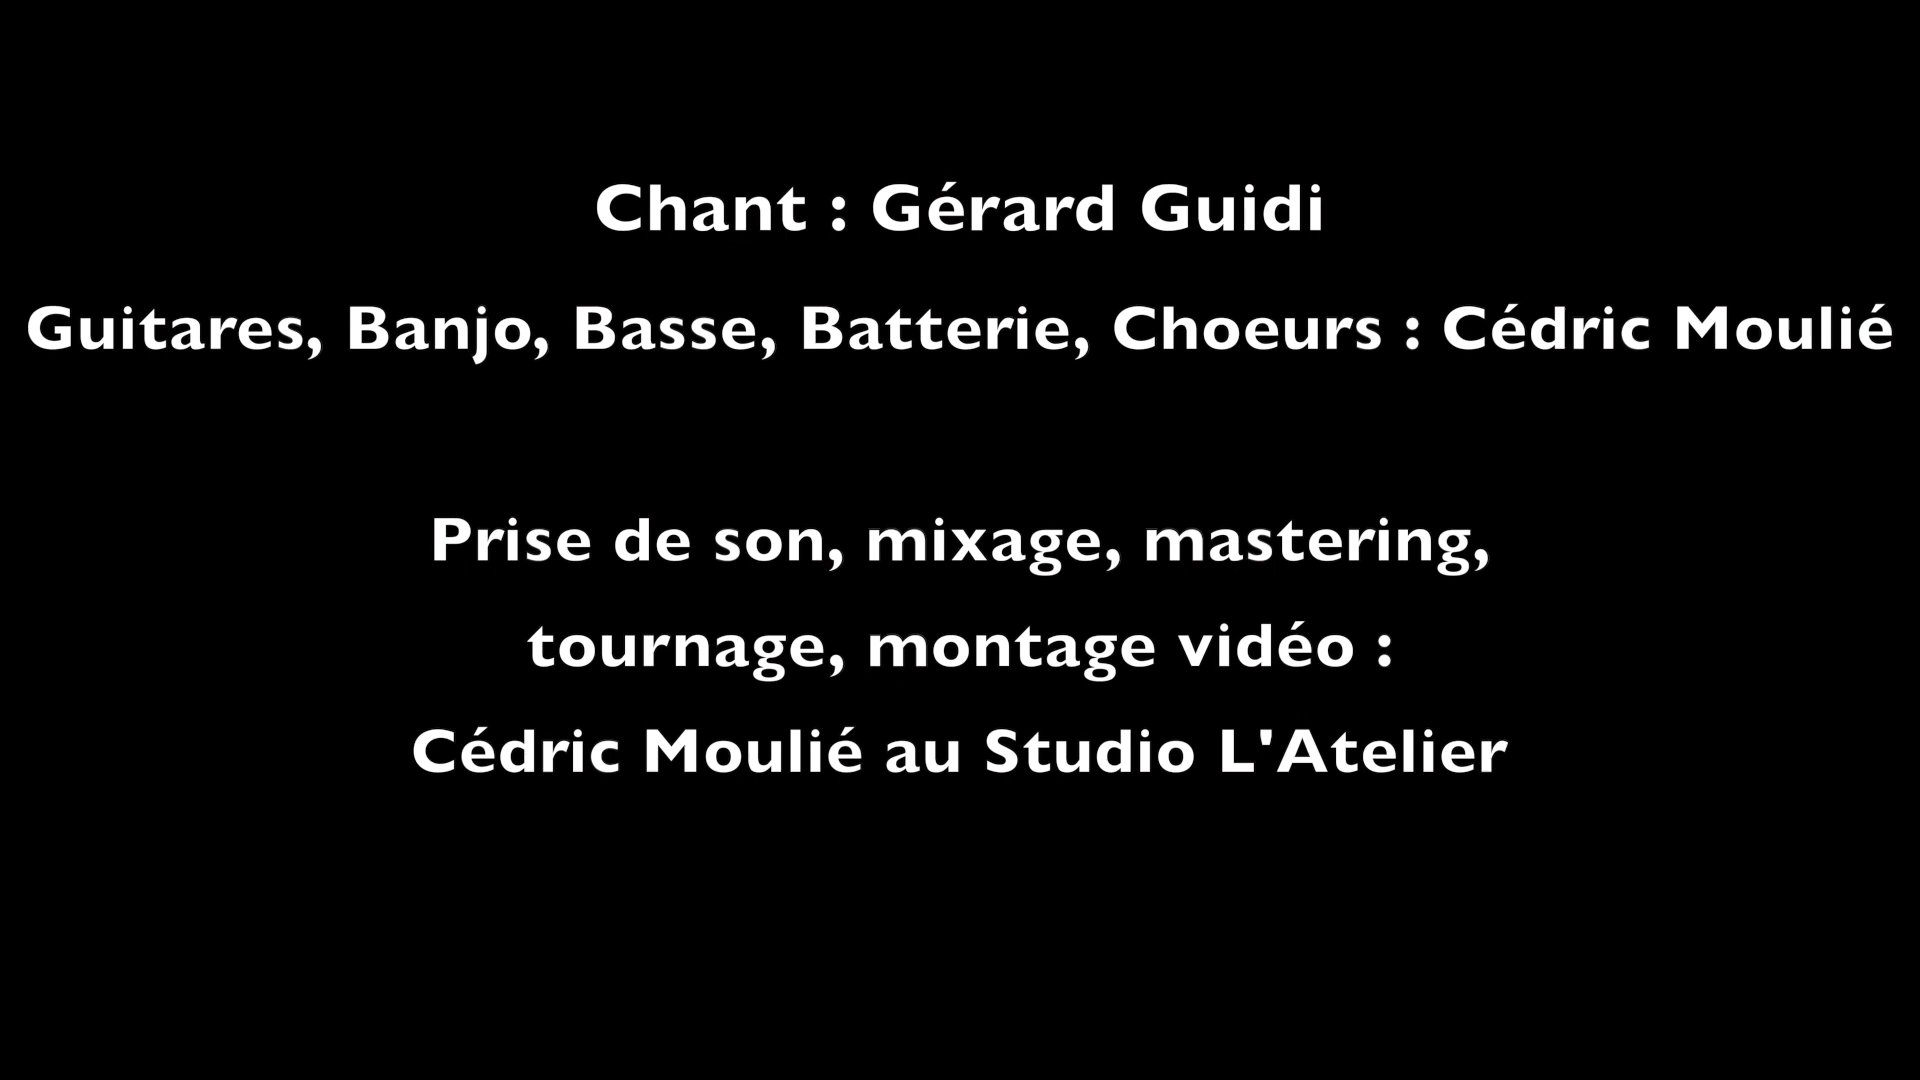 Chant : Gérard Guidi
Guitares, Banjo, Basse, Batterie, Choeurs : Cédric Moulié
Prise de son, mixage, mastering,
tournage, montage vidéo :
Cédric Moulié au Studio L'Atelier